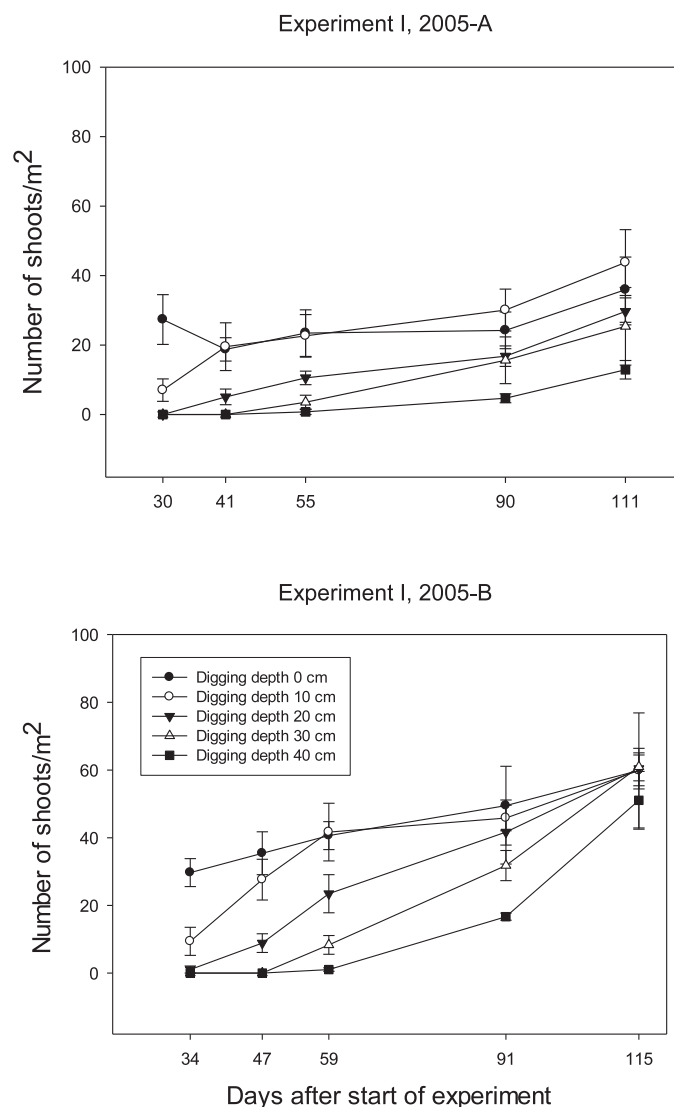 Experiment I, 2005-A
Number of shoots/m²
100
80
60
40
20
0
30 41 55 90 111
Experiment I, 2005-B
Number of shoots/m²
100
80
60
40
20
0
Digging depth 0 cm
Digging depth 10 cm
Digging depth 20 cm
Digging depth 30 cm
Digging depth 40 cm
34 47 59 91 115
Days after start of experiment